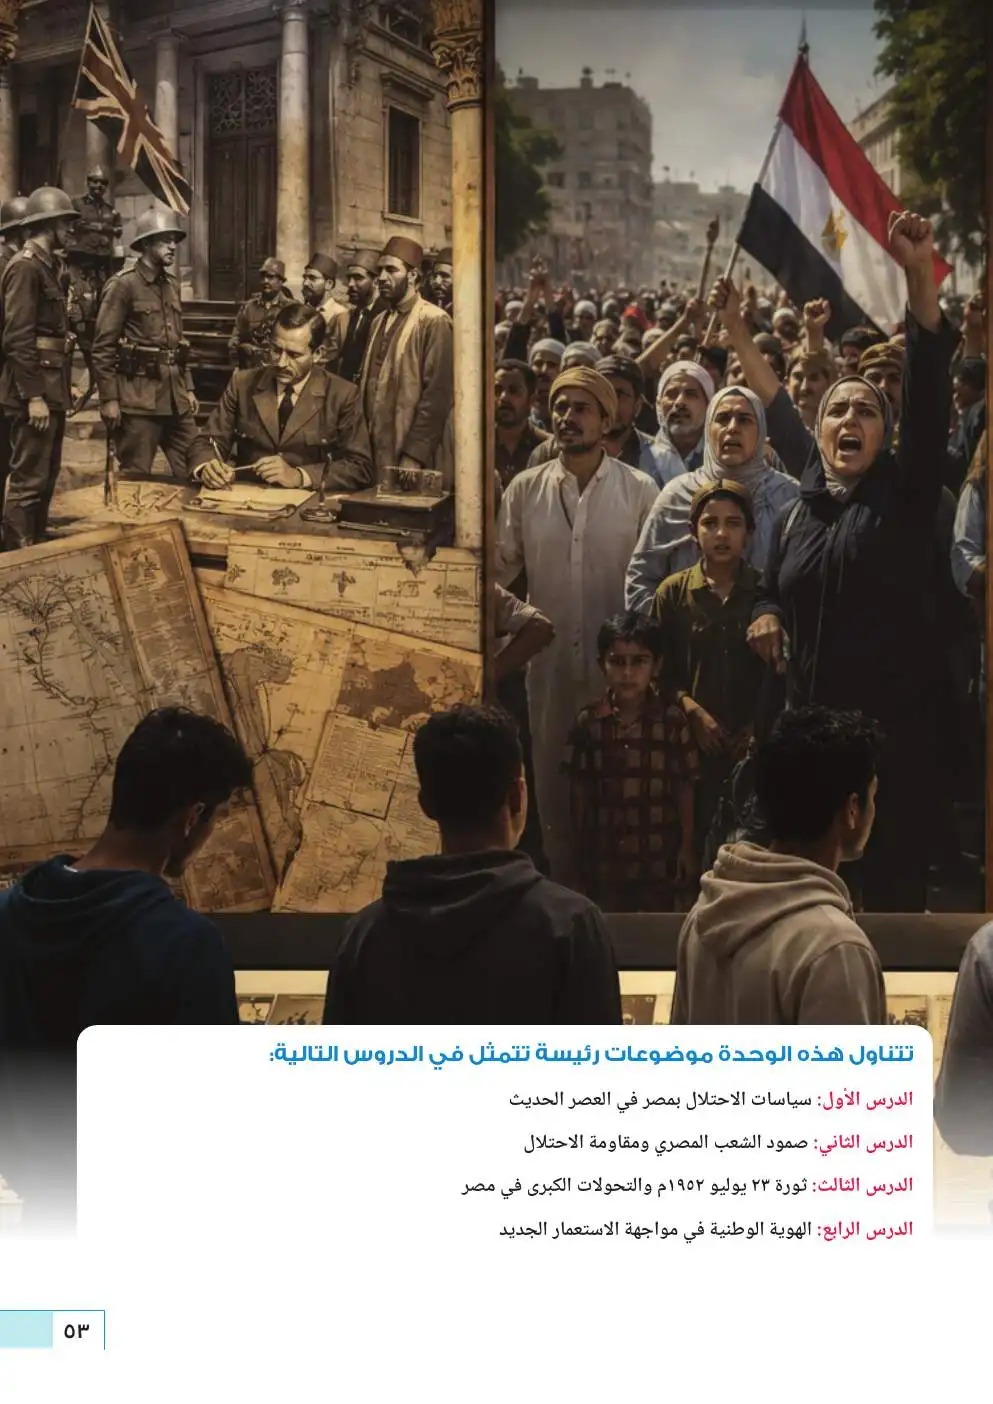 تتناول هذه الوحدة موضوعات رئيسة تتمثل في الدروس التالية:
الدرس الأول: سياسات الاحتلال بمصر في العصر الحديث
الدرس الثاني: صمود الشعب المصري ومقاومة الاحتلال
الدرس الثالث: ثورة ٢٣ يوليو ١٩٥٢م والتحولات الكبرى في مصر
الدرس الرابع: الهوية الوطنية في مواجهة الاستعمار الجديد
٥٣